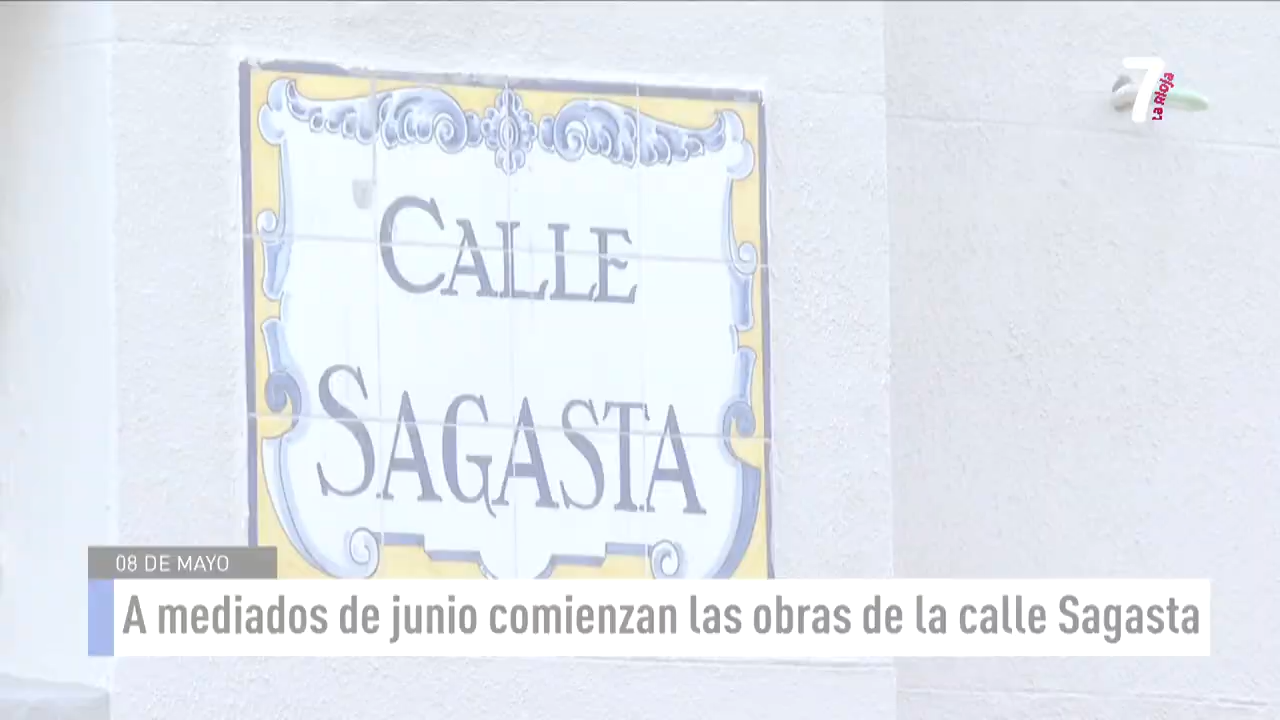 7
La Rioja
CALLE
SAGASTA
08 DE MAYO
A mediados de junio comienzan las obras de la calle Sagasta